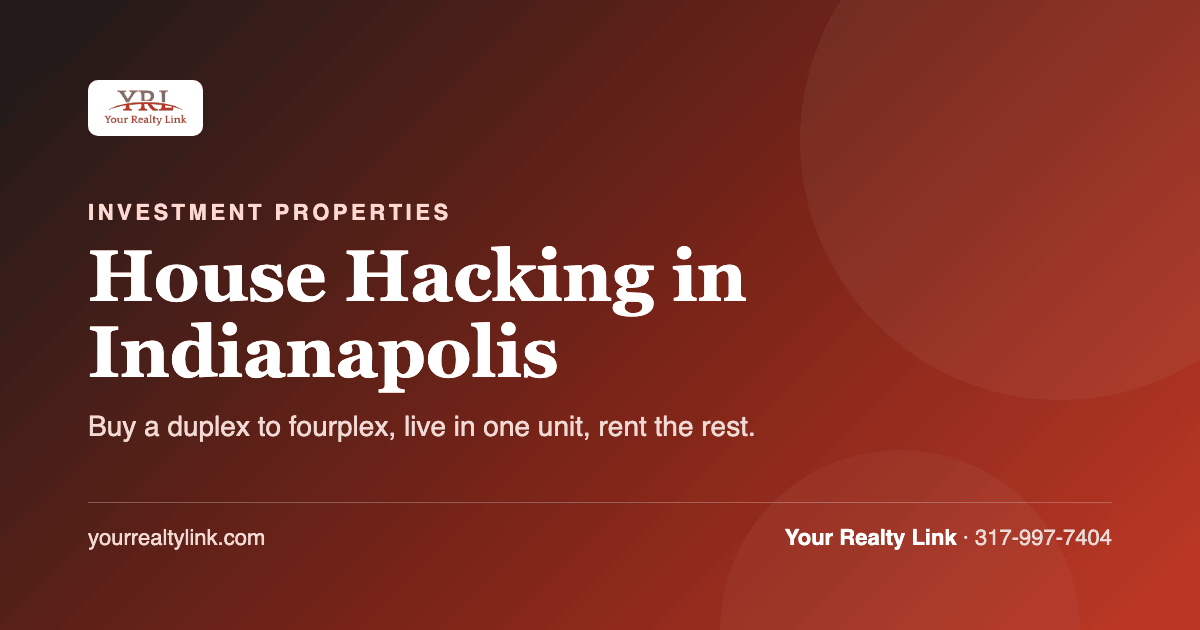 YRL
Your Realty Link
INVESTMENT PROPERTIES
House Hacking in
Indianapolis
Buy a duplex to fourplex, live in one unit, rent the rest.
yourrealtylink.com
Your Realty Link · 317-997-7404